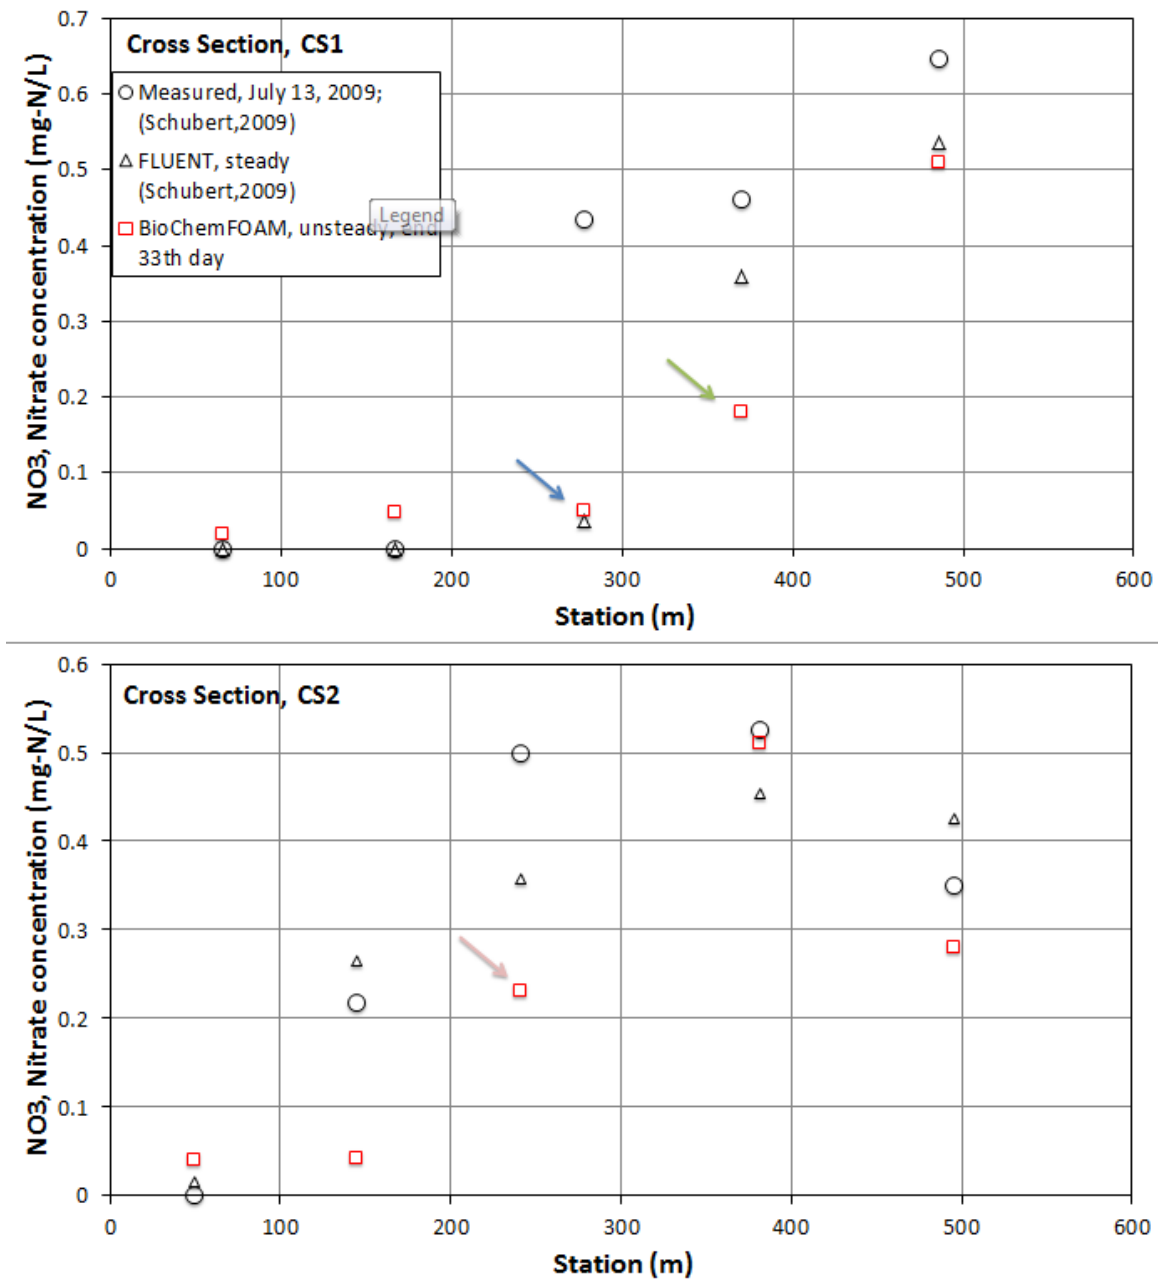 0.7
0.6
0.5
0.4
0.3
0.2
0.1
0
NO3, Nitrate concentration (mg-N/L)
Cross Section, CS1
Measured, July 13, 2009;
(Schubert,2009)
FLUENT, steady
(Schubert,2009)
Legend
BioChemFOAM, unsteady, end
33th day
0 100 200 300 400 500 600
Station (m)
0.6
0.5
0.4
0.3
0.2
0.1
0
NO3, Nitrate concentration (mg-N/L)
Cross Section, CS2
0 100 200 300 400 500 600
Station (m)